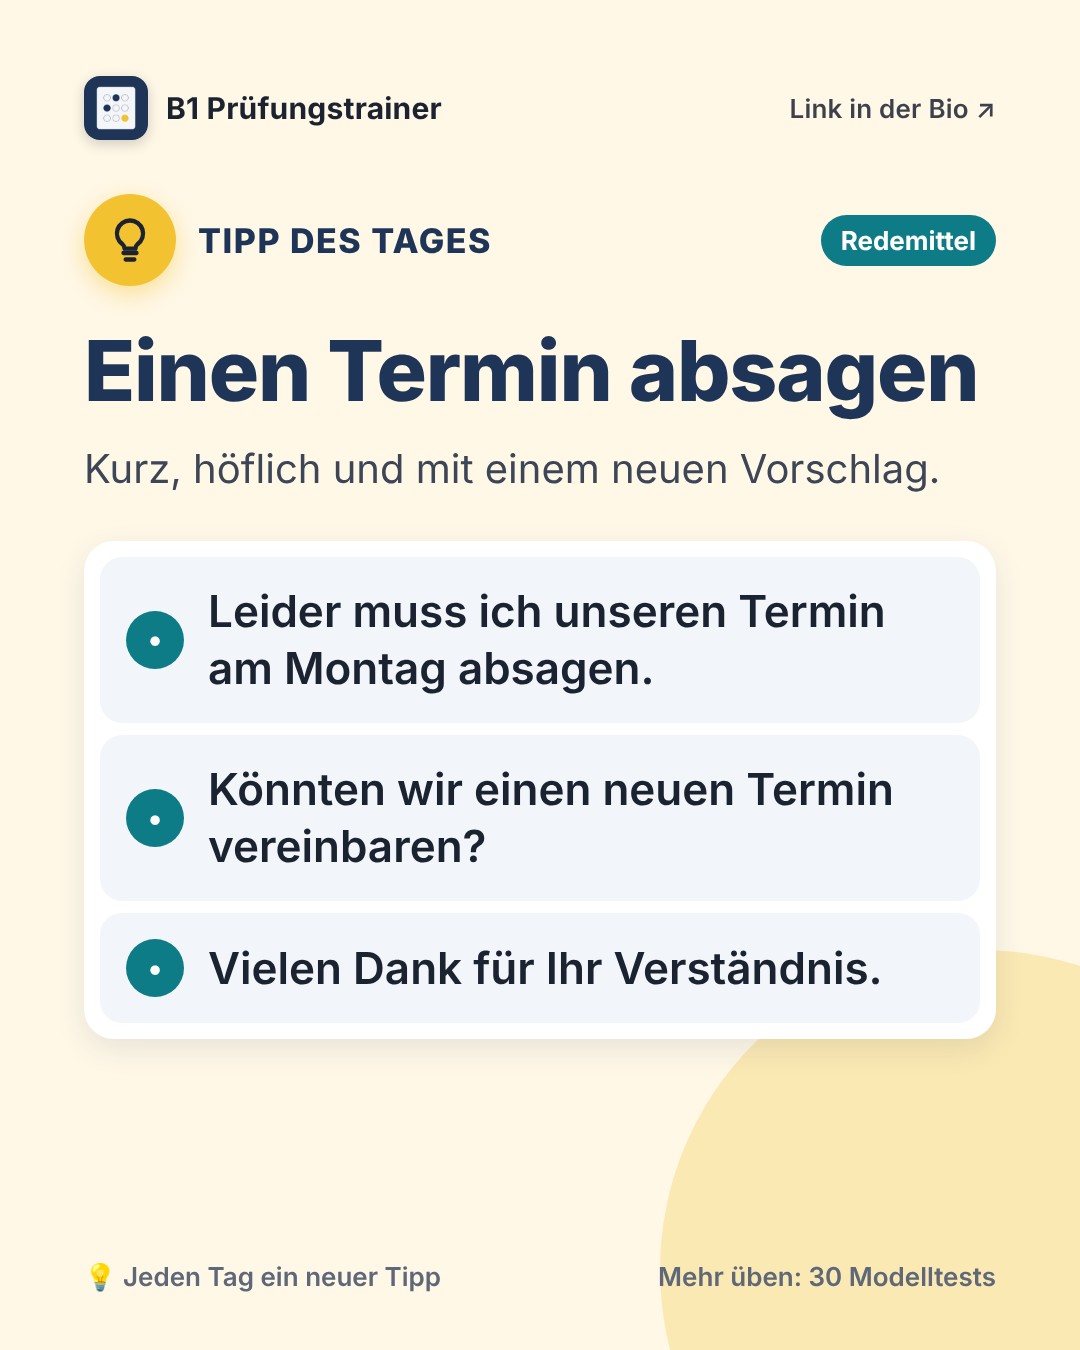 B1 Prüfungstrainer
Link in der Bio ↗
TIPP DES TAGES
Redemittel
Einen Termin absagen
Kurz, höflich und mit einem neuen Vorschlag.
Leider muss ich unseren Termin
am Montag absagen.
Könnten wir einen neuen Termin
vereinbaren?
Vielen Dank für Ihr Verständnis.
💡 Jeden Tag ein neuer Tipp
Mehr üben: 30 Modelltests